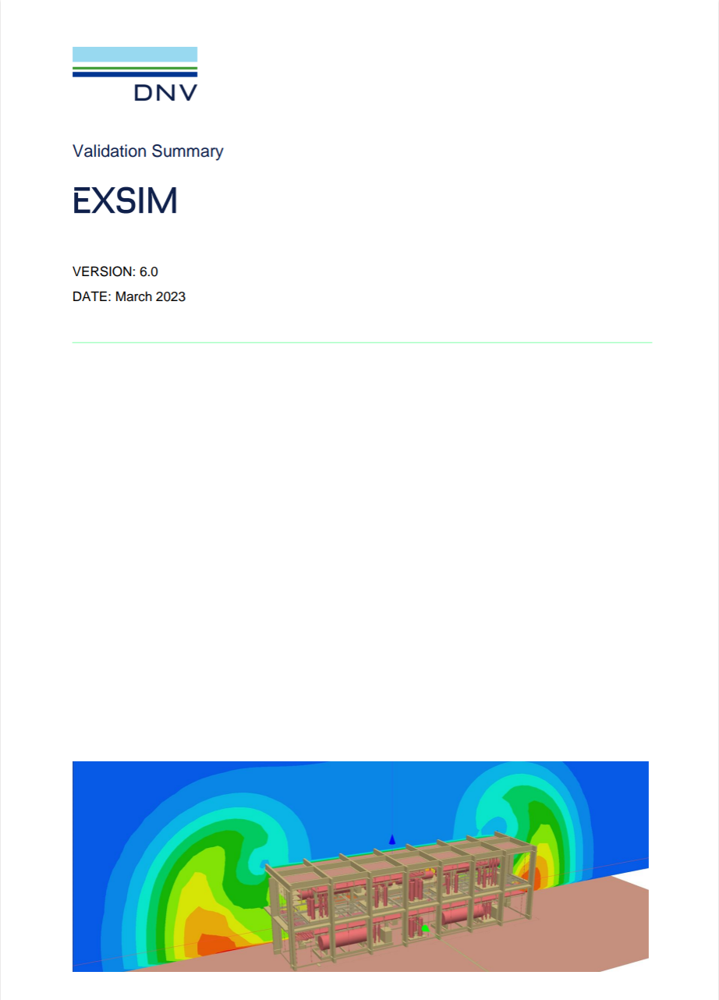 DNV
Validation Summary
EXSIM
VERSION: 6.0
DATE: March 2023